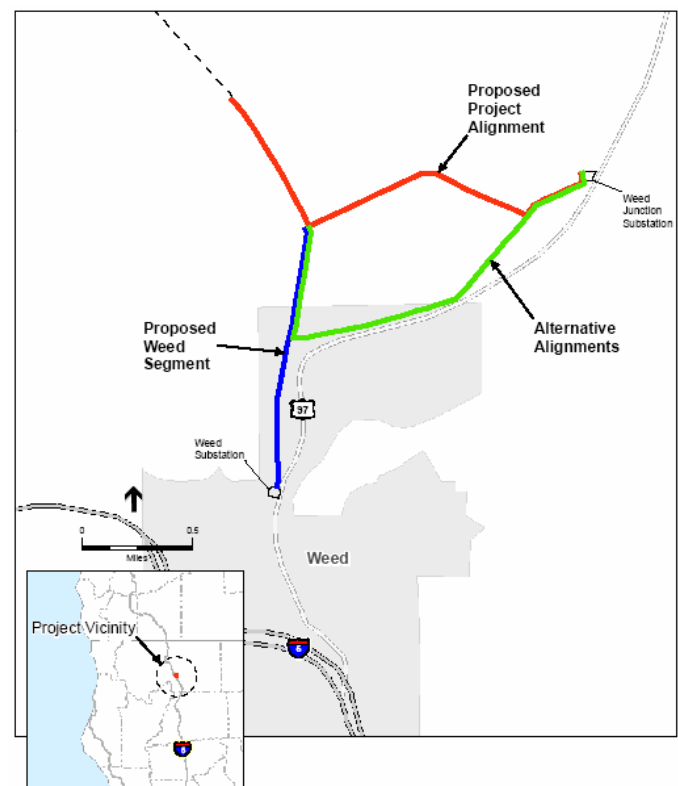 Proposed
Project
Alignment
Weed
Junction
Substation
Proposed
Weed
Segment
Alternative
Alignments
97
Weed
Substation
0
0.5
Miles
Weed
5
Project Vicinity
5